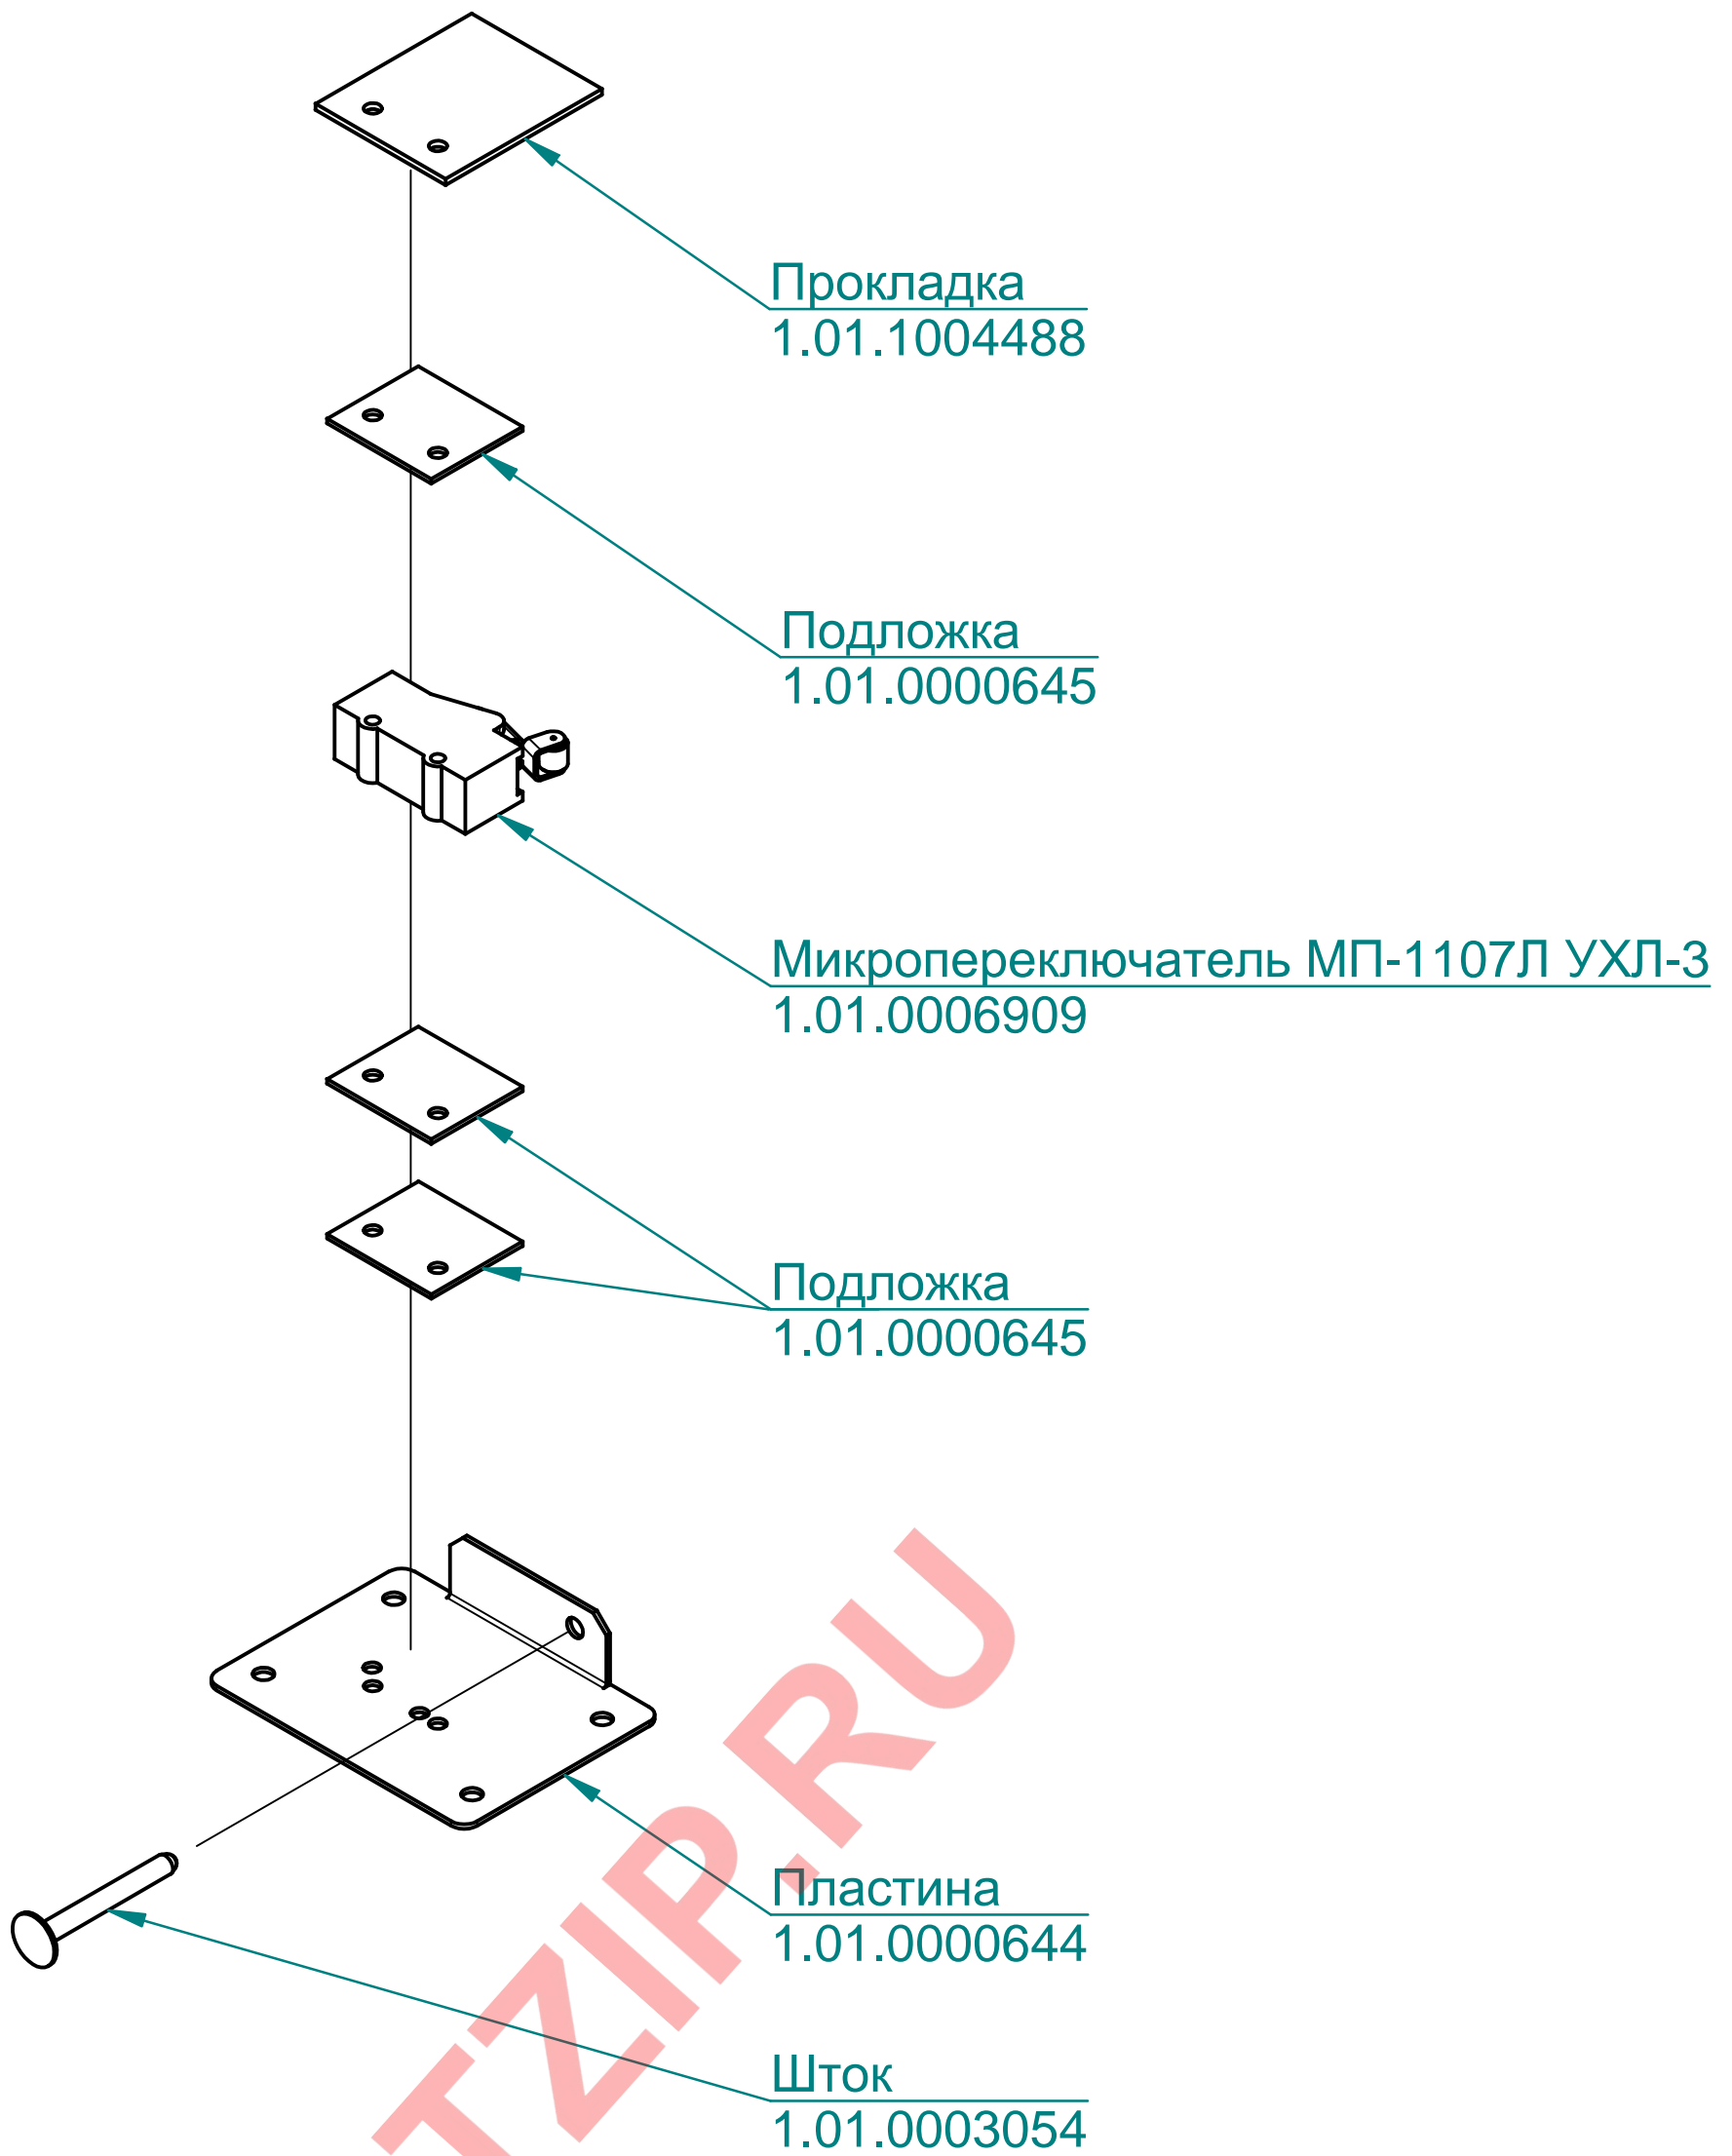 Прокладка
1.01.1004488
Подложка
1.01.0000645
Микропереключатель МП-1107Л УХЛ-3
1.01.0006909
Подложка
1.01.0000645
Пластина
1.01.0000644
Шток
1.01.0003054
TZIP.RU